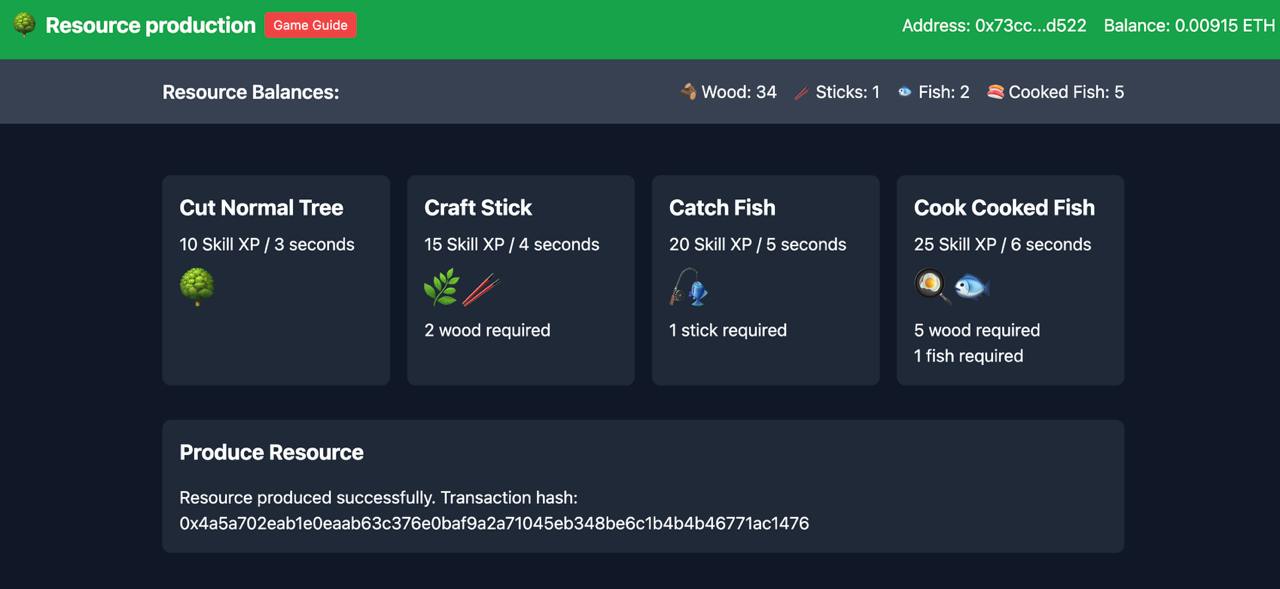 Resource production Game Guide Address: 0x73cc...d522 Balance: 0.00915 ETH
Resource Balances: Wood: 34 Sticks: 1 Fish: 2 Cooked Fish: 5
Cut Normal Tree
10 Skill XP / 3 seconds
Craft Stick
15 Skill XP / 4 seconds
2 wood required
Catch Fish
20 Skill XP / 5 seconds
1 stick required
Cook Cooked Fish
25 Skill XP / 6 seconds
5 wood required
1 fish required
Produce Resource
Resource produced successfully. Transaction hash:
0x4a5a702eab1e0eaab63c376e0baf9a2a71045eb348be6c1b4b4b46771ac1476